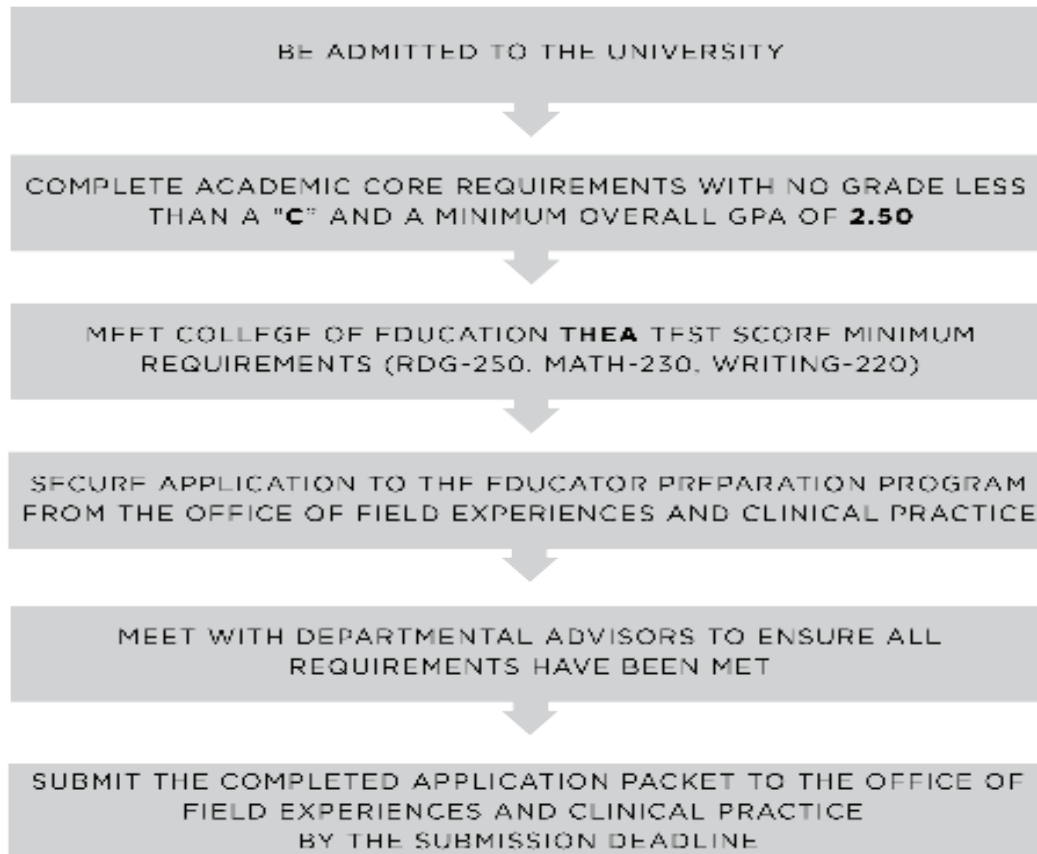 BE ADMITTED TO THE UNIVERSITY
COMPLETE ACADEMIC CORE REQUIREMENTS WITH NO GRADE LESS
THAN A "C" AND A MINIMUM OVERALL GPA OF 2.50
MEET COLLEGE OF EDUCATION THEA TEST SCORE MINIMUM
REQUIREMENTS (RDG-250, MATH-230, WRITING-220)
SECURE APPLICATION TO THE EDUCATOR PREPARATION PROGRAM
FROM THE OFFICE OF FIELD EXPERIENCES AND CLINICAL PRACTICE
MEET WITH DEPARTMENTAL ADVISORS TO ENSURE ALL
REQUIREMENTS HAVE BEEN MET
SUBMIT THE COMPLETED APPLICATION PACKET TO THE OFFICE OF
FIELD EXPERIENCES AND CLINICAL PRACTICE
BY THE SUBMISSION DEADLINE